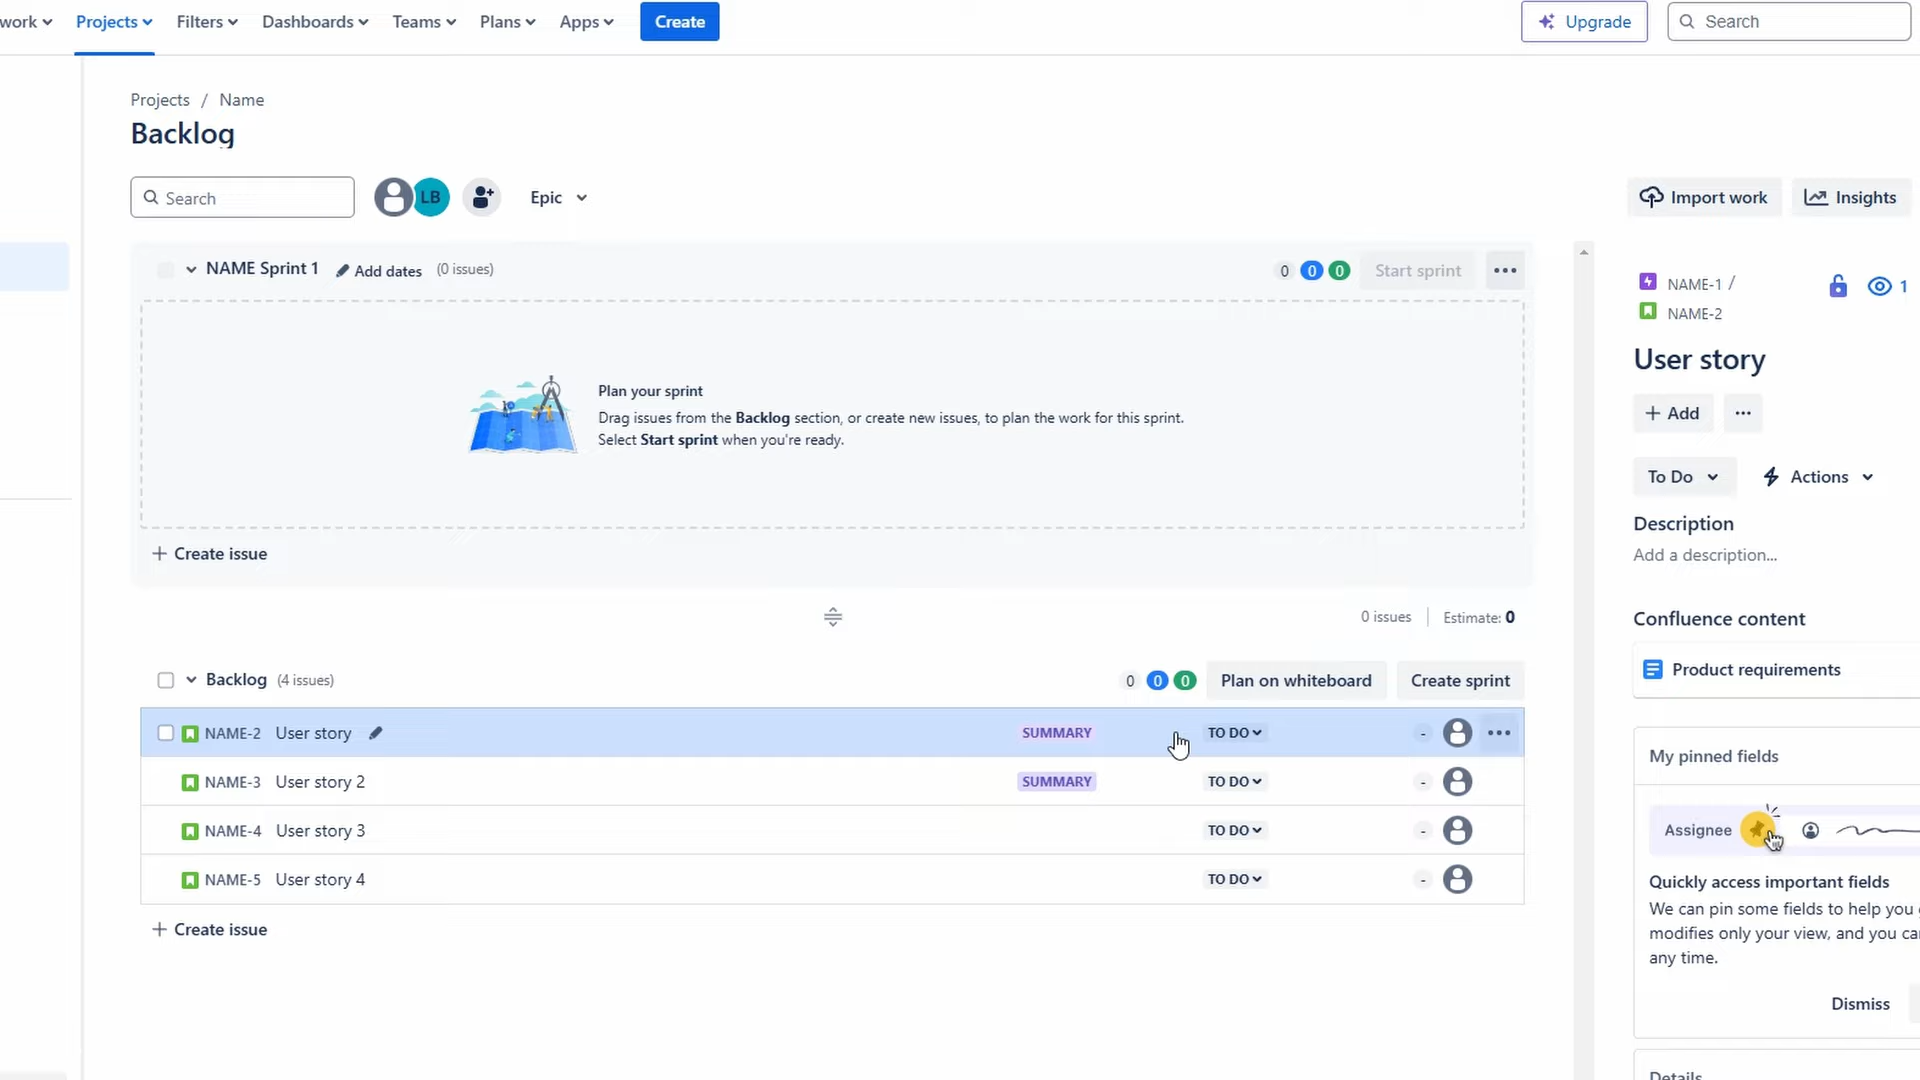 work Projects Filters Dashboards Teams Plans Apps Create Upgrade Search
Projects / Name
Backlog
Search LB Epic Import work Insights
NAME Sprint 1 Add dates (0 issues) 0 0 0 Start sprint
Plan your sprint
Drag issues from the Backlog section, or create new issues, to plan the work for this sprint.
Select Start sprint when you're ready.
+ Create issue
0 issues Estimate: 0
Backlog (4 issues) 0 0 0 Plan on whiteboard Create sprint
NAME-2 User story SUMMARY TO DO -
NAME-3 User story 2 SUMMARY TO DO -
NAME-4 User story 3 TO DO -
NAME-5 User story 4 TO DO -
+ Create issue
NAME-1 / 1
NAME-2
User story
+ Add
To Do Actions
Description
Add a description...
Confluence content
Product requirements
My pinned fields
Assignee
Quickly access important fields
We can pin some fields to help you
modifies only your view, and you
any time.
Dismiss
Details